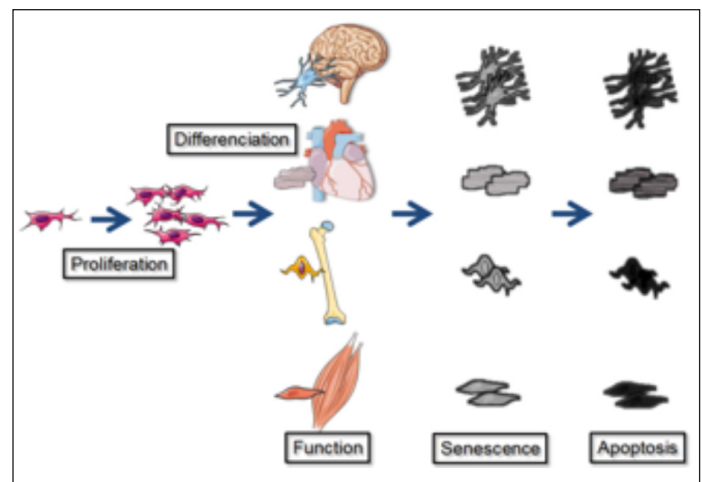 Differenciation
Proliferation
Function
Senescence
Apoptosis